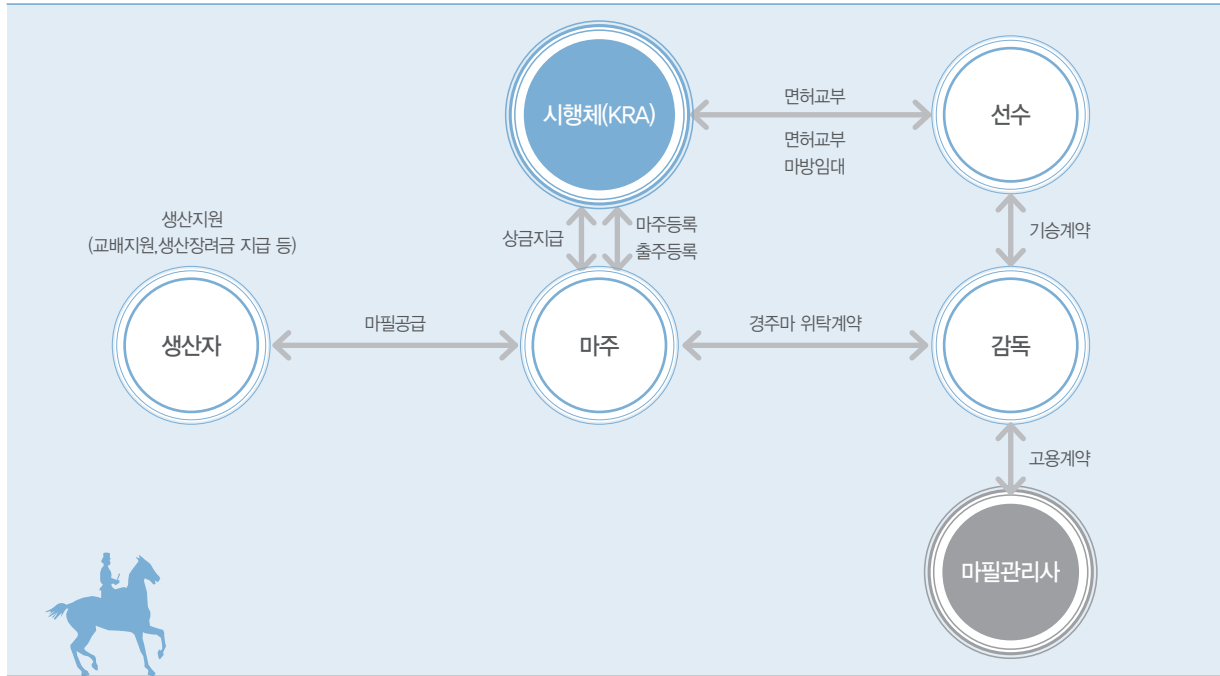 시행체(KRA)
면허교부
선수
면허교부
마방임대
생산지원
(교배지원,생산장려금 지급 등)
상금지급
마주등록
출주등록
기승계약
생산자
마필공급
마주
경주마 위탁계약
감독
고용계약
마필관리사